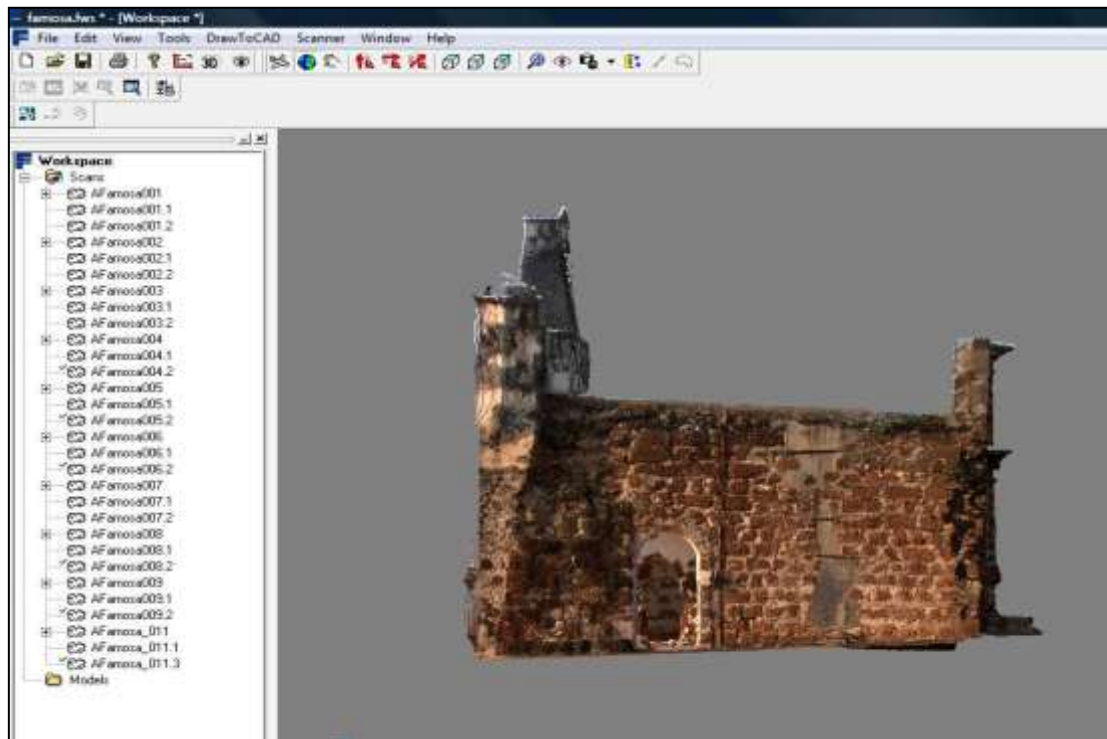 famosa.fws * - [Workspace *]
File Edit View Tools DrawToCAD Scanner Window Help
3D
Workspace
Scans
AFamosa001
AFamosa001.1
AFamosa001.2
AFamosa002
AFamosa002.1
AFamosa002.2
AFamosa003
AFamosa003.1
AFamosa003.2
AFamosa004
AFamosa004.1
AFamosa004.2
AFamosa005
AFamosa005.1
AFamosa005.2
AFamosa006
AFamosa006.1
AFamosa006.2
AFamosa007
AFamosa007.1
AFamosa007.2
AFamosa008
AFamosa008.1
AFamosa008.2
AFamosa009
AFamosa009.1
AFamosa009.2
AFamosa_011
AFamosa_011.1
AFamosa_011.3
Models